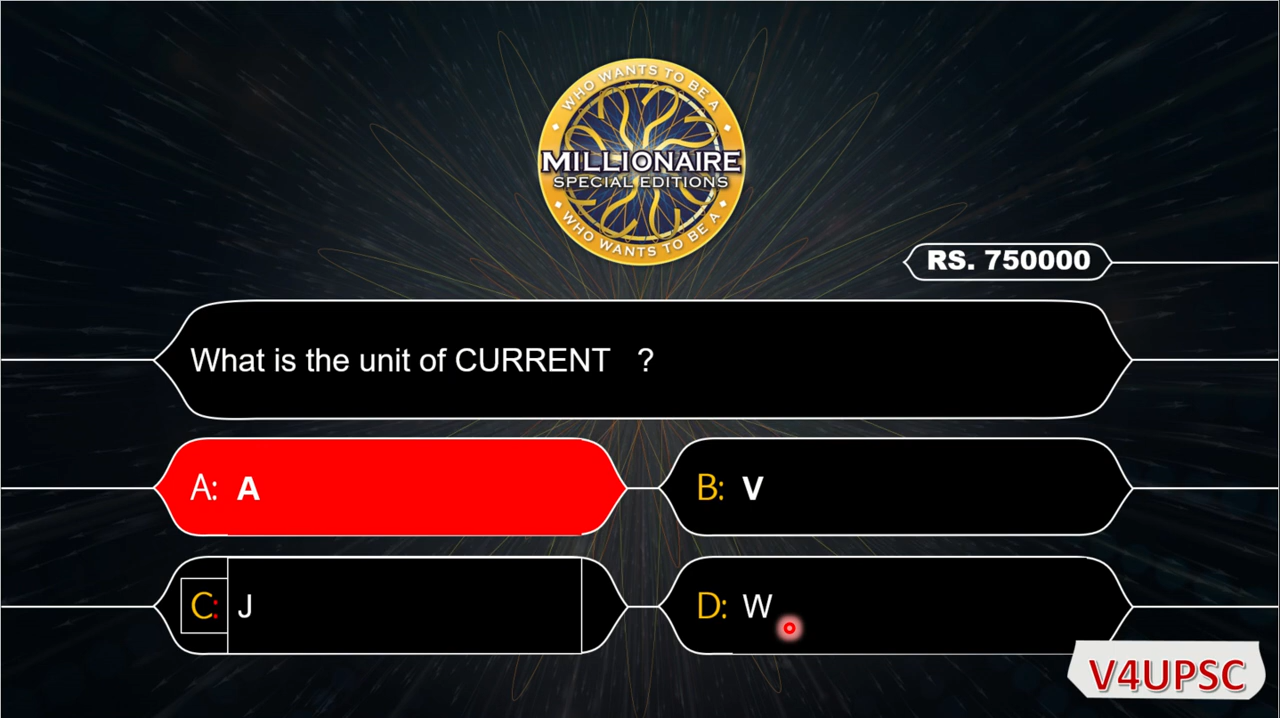 WHO WANTS TO BE A
MILLIONAIRE
SPECIAL EDITIONS
WHO WANTS TO BE A
RS. 750000
What is the unit of CURRENT ?
A: A
B: V
C: J
D: W
V4UPSC